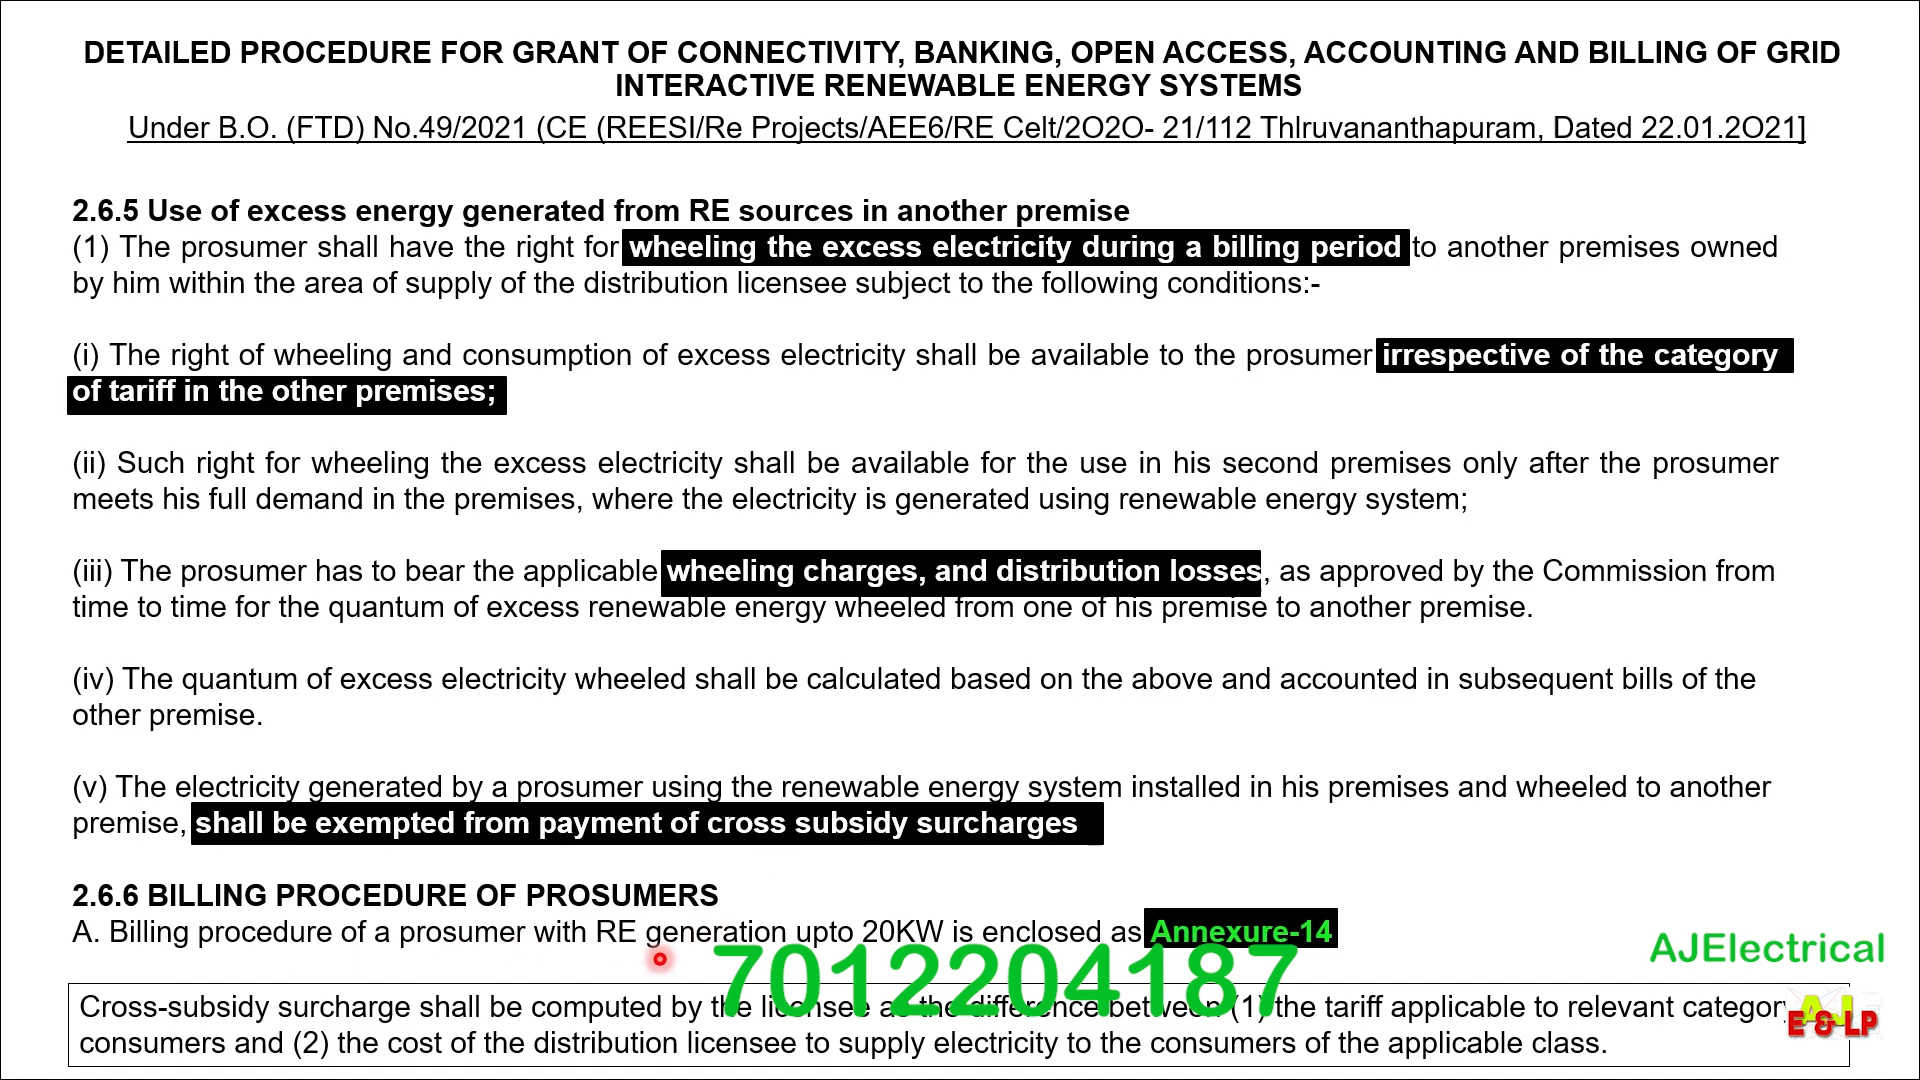 DETAILED PROCEDURE FOR GRANT OF CONNECTIVITY, BANKING, OPEN ACCESS, ACCOUNTING AND BILLING OF GRID
INTERACTIVE RENEWABLE ENERGY SYSTEMS
Under B.O. (FTD) No.49/2021 (CE (REESI/Re Projects/AEE6/RE Celt/2O2O- 21/112 Thlruvananthapuram, Dated 22.01.2O21]
2.6.5 Use of excess energy generated from RE sources in another premise
(1) The prosumer shall have the right for wheeling the excess electricity during a billing period to another premises owned
by him within the area of supply of the distribution licensee subject to the following conditions:-
(i) The right of wheeling and consumption of excess electricity shall be available to the prosumer irrespective of the category
of tariff in the other premises;
(ii) Such right for wheeling the excess electricity shall be available for the use in his second premises only after the prosumer
meets his full demand in the premises, where the electricity is generated using renewable energy system;
(iii) The prosumer has to bear the applicable wheeling charges, and distribution losses, as approved by the Commission from
time to time for the quantum of excess renewable energy wheeled from one of his premise to another premise.
(iv) The quantum of excess electricity wheeled shall be calculated based on the above and accounted in subsequent bills of the
other premise.
(v) The electricity generated by a prosumer using the renewable energy system installed in his premises and wheeled to another
premise, shall be exempted from payment of cross subsidy surcharges
2.6.6 BILLING PROCEDURE OF PROSUMERS
A. Billing procedure of a prosumer with RE generation upto 20KW is enclosed as Annexure-14
AJElectrical
7012204187
Cross-subsidy surcharge shall be computed by the licensee as the difference between (1) the tariff applicable to relevant category
consumers and (2) the cost of the distribution licensee to supply electricity to the consumers of the applicable class.
AJ
E & LP